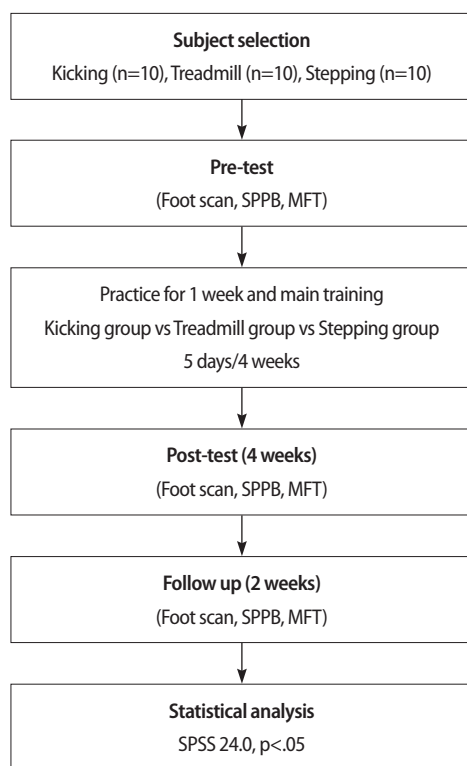 Subject selection
Kicking (n=10), Treadmill (n=10), Stepping (n=10)
Pre-test
(Foot scan, SPPB, MFT)
Practice for 1 week and main training
Kicking group vs Treadmill group vs Stepping group
5 days/4 weeks
Post-test (4 weeks)
(Foot scan, SPPB, MFT)
Follow up (2 weeks)
(Foot scan, SPPB, MFT)
Statistical analysis
SPSS 24.0, p<.05